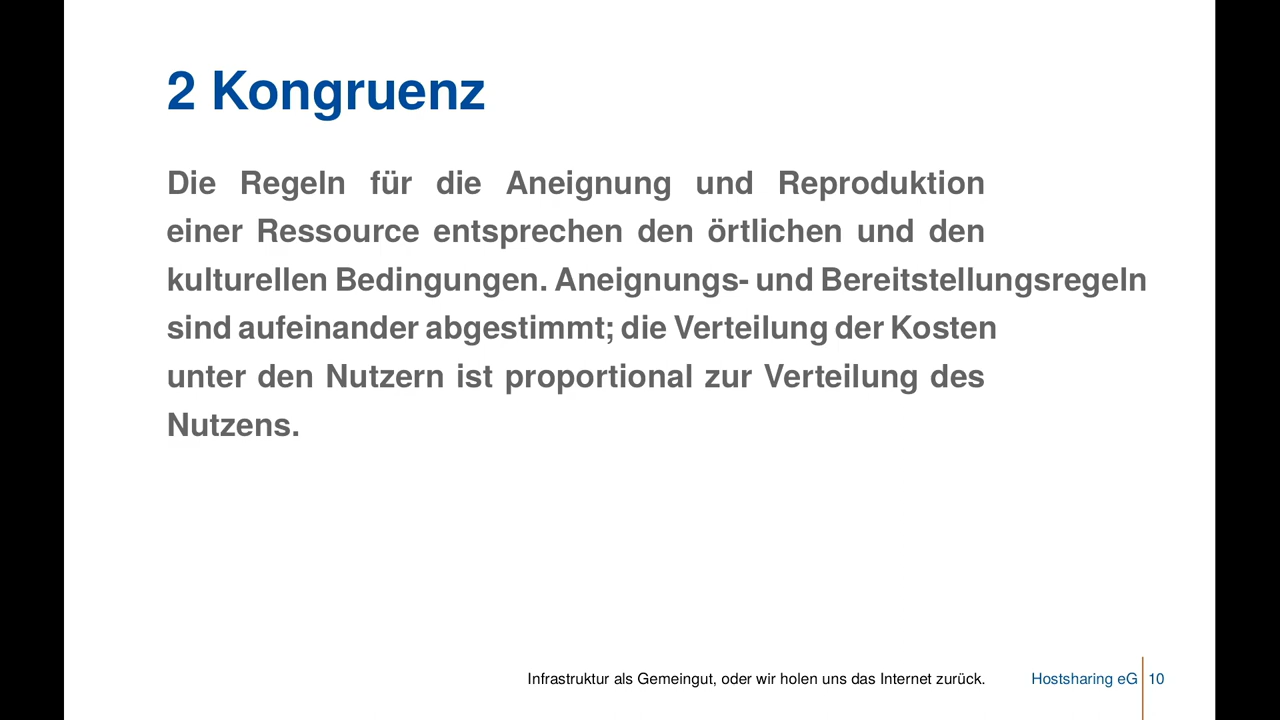 2 Kongruenz
Die Regeln für die Aneignung und Reproduktion
einer Ressource entsprechen den örtlichen und den
kulturellen Bedingungen. Aneignungs- und Bereitstellungsregeln
sind aufeinander abgestimmt; die Verteilung der Kosten
unter den Nutzern ist proportional zur Verteilung des
Nutzens.
Infrastruktur als Gemeingut, oder wir holen uns das Internet zurück. Hostsharing eG 10